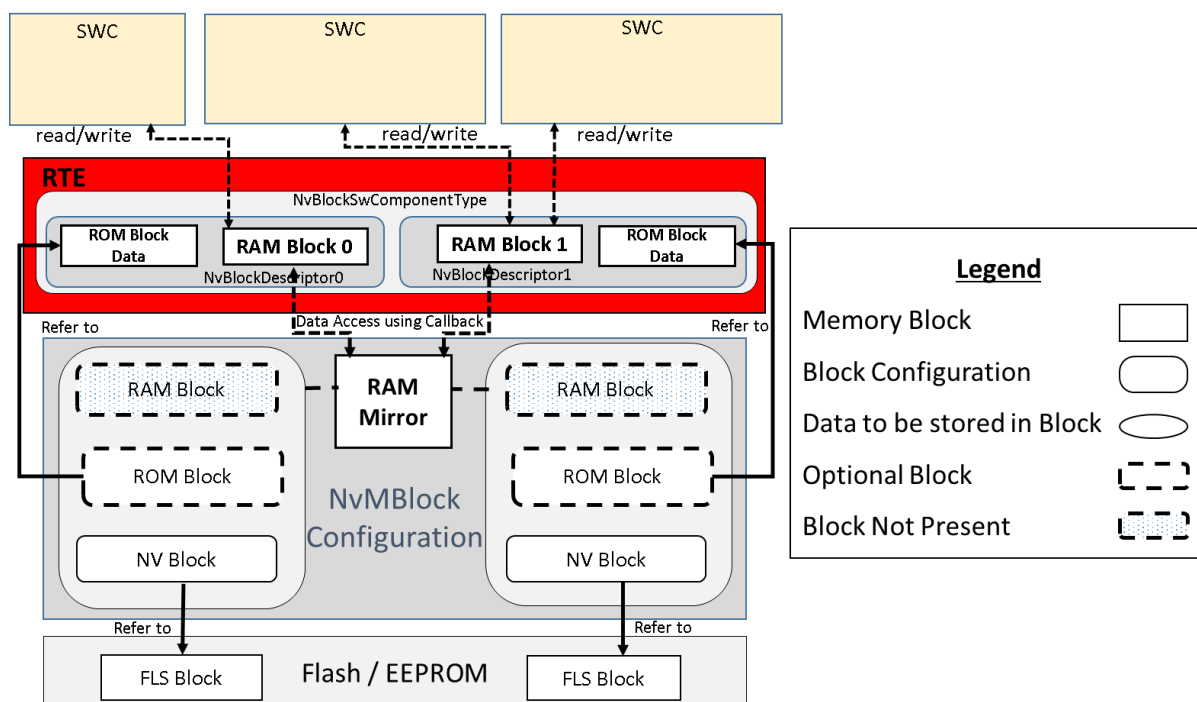 SWC
SWC
SWC
read/write
read/write
read/write
RTE
NvBlockSwComponentType
ROM Block
Data
RAM Block 0
NvBlockDescriptor0
RAM Block 1
ROM Block
Data
NvBlockDescriptor1
Refer to
Data Access using Callback
Refer to
RAM Block
RAM
Mirror
RAM Block
ROM Block
ROM Block
NvMBlock
Configuration
NV Block
NV Block
Refer to
Refer to
FLS Block
Flash / EEPROM
FLS Block
Legend
Memory Block
Block Configuration
Data to be stored in Block
Optional Block
Block Not Present